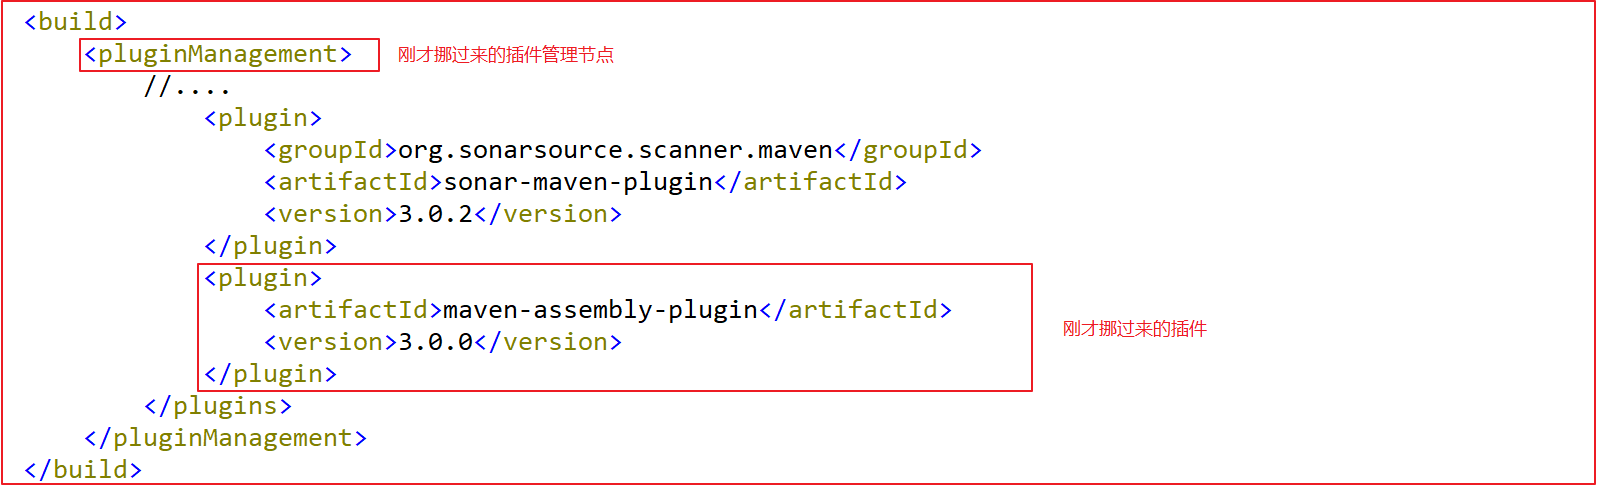 <build>
<pluginManagement> 刚才挪过来的插件管理节点
//....
<plugin>
<groupId>org.sonarsource.scanner.maven</groupId>
<artifactId>sonar-maven-plugin</artifactId>
<version>3.0.2</version>
</plugin>
<plugin>
<artifactId>maven-assembly-plugin</artifactId>
刚才挪过来的插件
<version>3.0.0</version>
</plugin>
</plugins>
</pluginManagement>
</build>